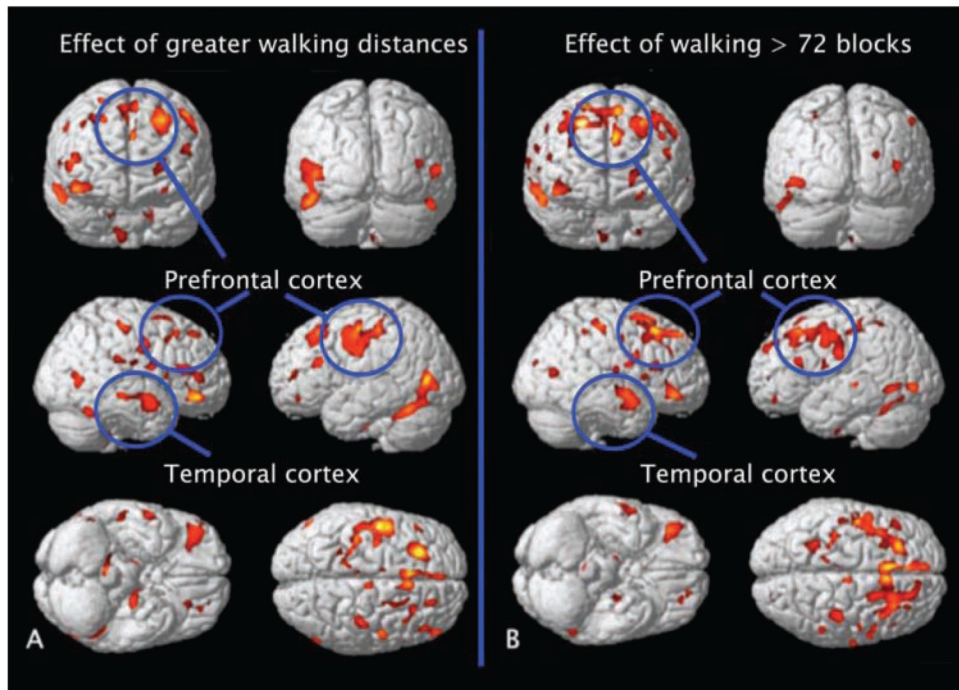 Effect of greater walking distances
Effect of walking > 72 blocks
Prefrontal cortex
Prefrontal cortex
Temporal cortex
Temporal cortex
A
B